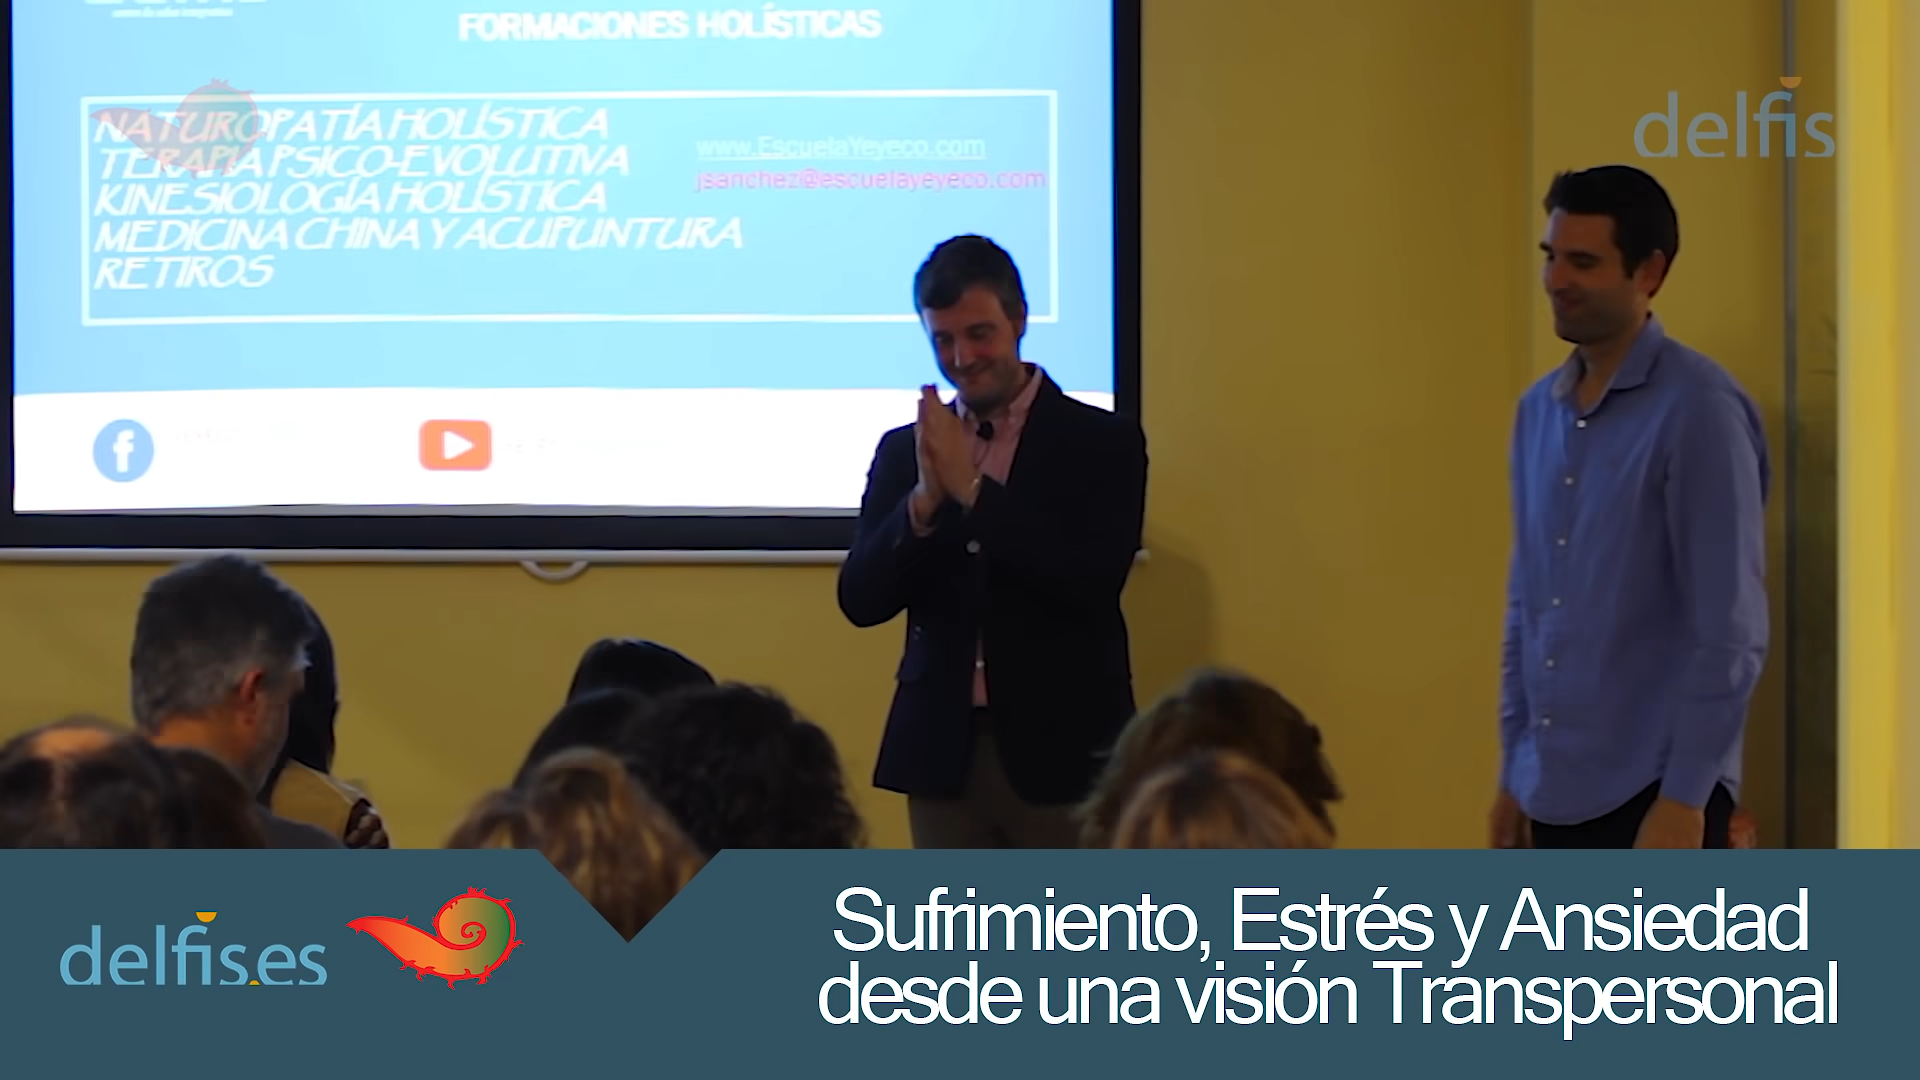 FORMACIONES HOLÍSTICAS
NATUROPATÍA HOLÍSTICA
TERAPIA PSICO-EVOLUTIVA
KINESIOLOGÍA HOLÍSTICA
MEDICINA CHINA Y ACUPUNTURA
RETIROS
www.EscuelaYeyeco.com
jsanchez@escuelayeyeco.com
delfis
delfis.es
Sufrimiento, Estrés y Ansiedad
desde una visión Transpersonal